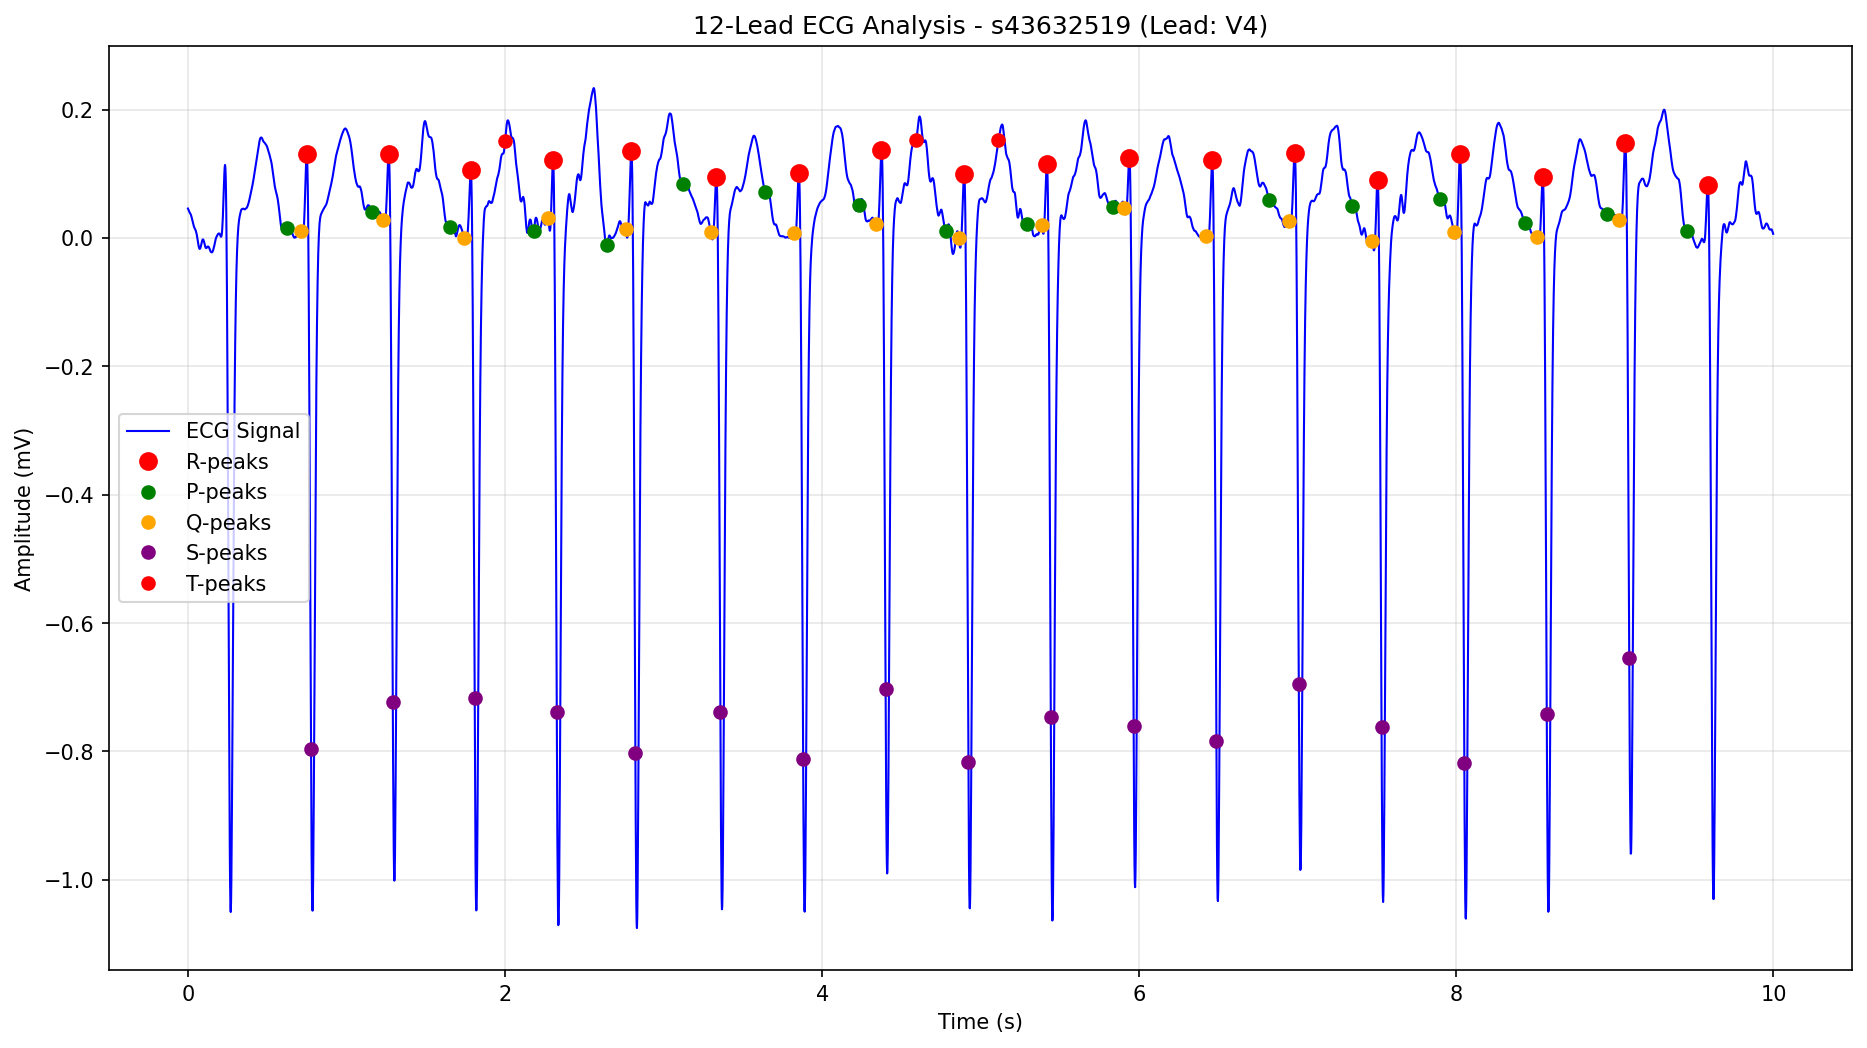 12-Lead ECG Analysis - s43632519 (Lead: V4)
Amplitude (mV)
0.2
0.0
−0.2
−0.4
−0.6
−0.8
−1.0
ECG Signal
R-peaks
P-peaks
Q-peaks
S-peaks
T-peaks
0 2 4 6 8 10
Time (s)